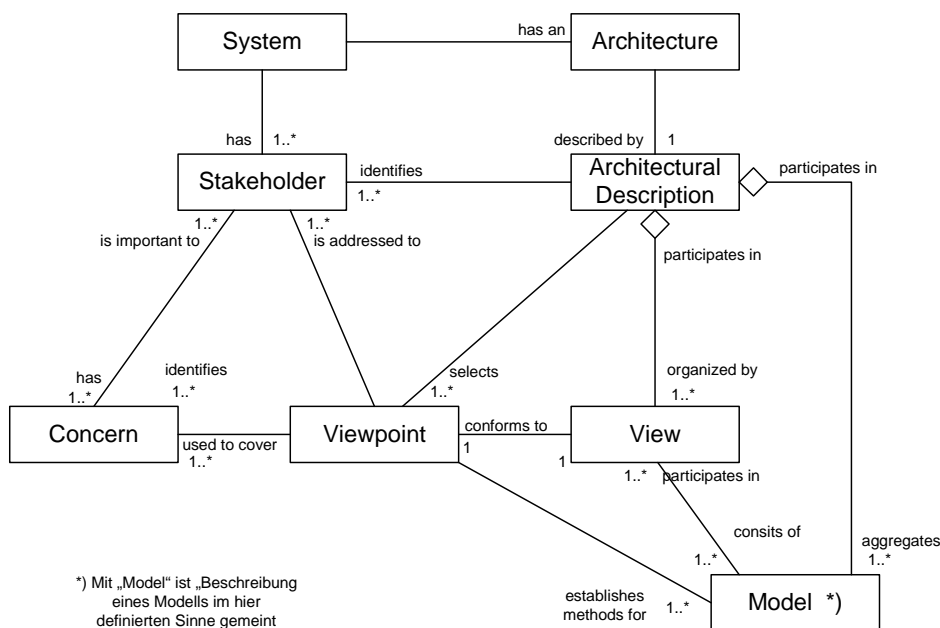 System
has an
Architecture
has
1..*
described by
1
Stakeholder
identifies
1..*
Architectural
Description
participates in
1..*
is important to
1..*
is addressed to
participates in
has
1..*
identifies
1..*
selects
1..*
organized by
1..*
Concern
used to cover
1..*
Viewpoint
conforms to
1
1
View
1..*
participates in
consits of
1..*
aggregates
1..*
*) Mit „Model“ ist „Beschreibung
eines Modells im hier
definierten Sinne gemeint
establishes
methods for
1..*
Model *)